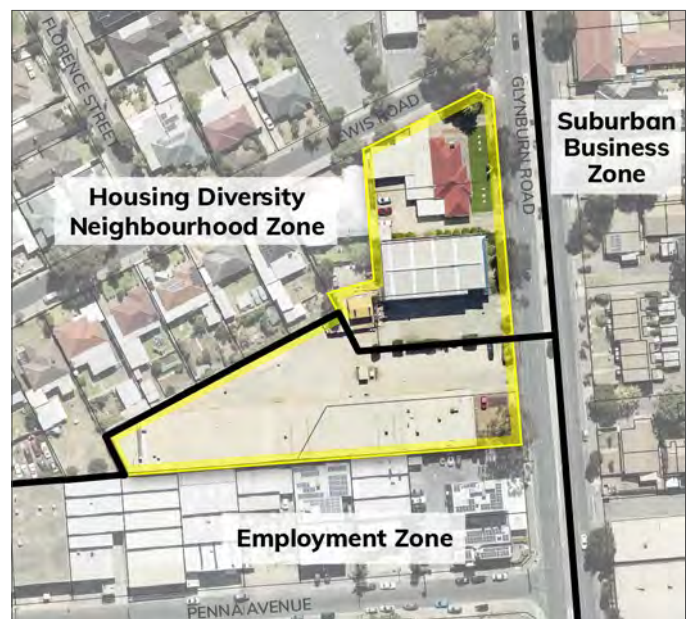 FLORENCE STREET
LEWIS ROAD
GLYNBURN ROAD
Suburban
Business
Zone
Housing Diversity
Neighbourhood Zone
Employment Zone
PENNA AVENUE